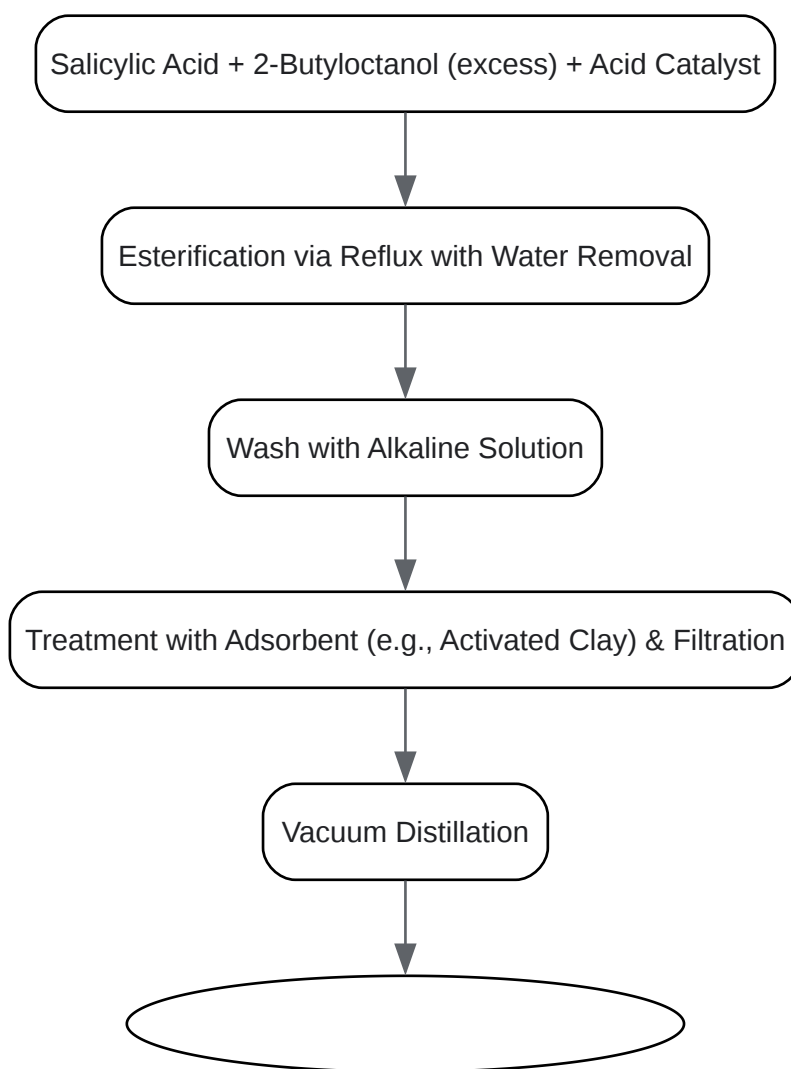 Salicylic Acid + 2-Butyloctanol (excess) + Acid Catalyst
Esterification via Reflux with Water Removal
Wash with Alkaline Solution
Treatment with Adsorbent (e.g., Activated Clay) & Filtration
Vacuum Distillation